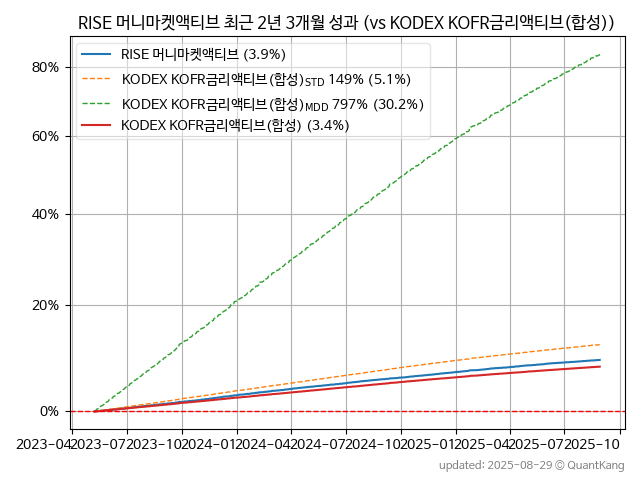 RISE 머니마켓액티브 최근 2년 3개월 성과 (vs KODEX KOFR금리액티브(합성))
RISE 머니마켓액티브 (3.9%)
KODEX KOFR금리액티브(합성)STD 149% (5.1%)
KODEX KOFR금리액티브(합성)MDD 797% (30.2%)
KODEX KOFR금리액티브(합성) (3.4%)
80%
60%
40%
20%
0%
2023-04 2023-07 2023-10 2024-01 2024-04 2024-07 2024-10 2025-01 2025-04 2025-07 2025-10
updated: 2025-08-29 © QuantKang